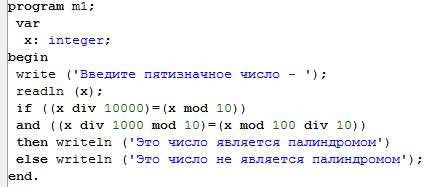 program m1;
var
x: integer;
begin
write ('Введите пятизначное число - ');
readln (x);
if ((x div 10000)=(x mod 10))
and ((x div 1000 mod 10)=(x mod 100 div 10))
then writeln ('Это число является палиндромом')
else writeln ('Это число не является палиндромом');
end.